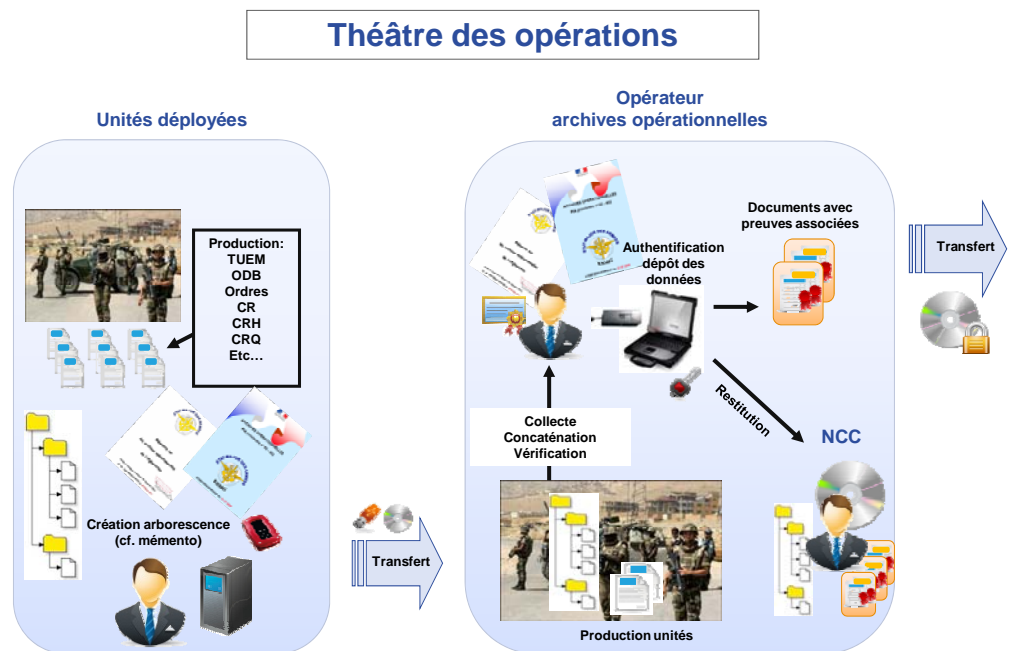 Théâtre des opérations
Unités déployées
Production:
TUEM
ODB
Ordres
CR
CRH
CRQ
Etc...
Création arborescence
(cf. mémento)
Transfert
Opérateur
archives opérationnelles
Authentification
dépôt des
données
Documents avec
preuves associées
Restitution
NCC
Collecte
Concaténation
Vérification
Production unités
Transfert